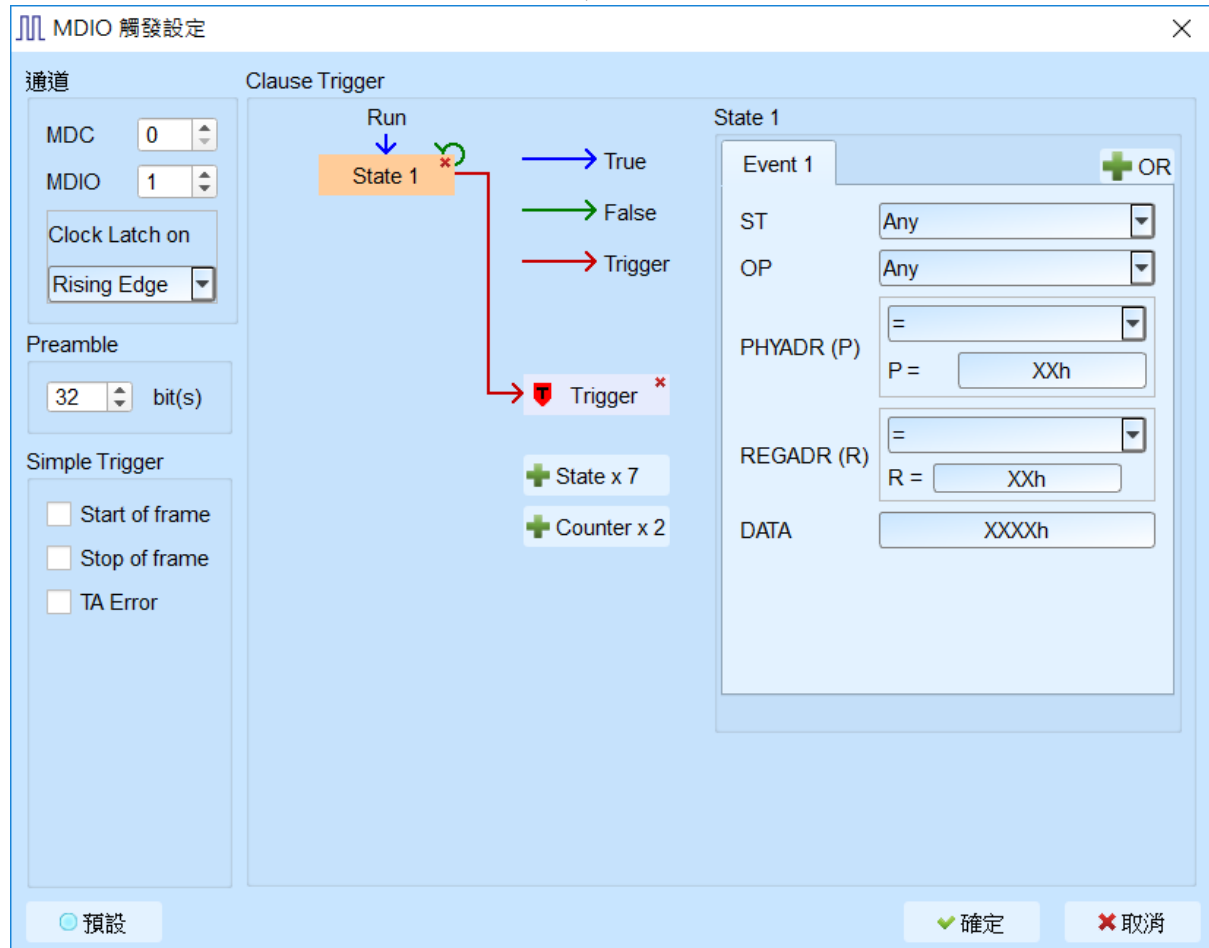 MDIO 觸發設定
通道
MDC 0
MDIO 1
Clock Latch on
Rising Edge
Preamble
32 bit(s)
Simple Trigger
Start of frame
Stop of frame
TA Error
Clause Trigger
Run
State 1
True
False
Trigger
T Trigger
State x 7
Counter x 2
State 1
Event 1
OR
ST Any
OP Any
PHYADR (P)
=
P = XXh
REGADR (R)
=
R = XXh
DATA XXXXh
預設
確定
取消